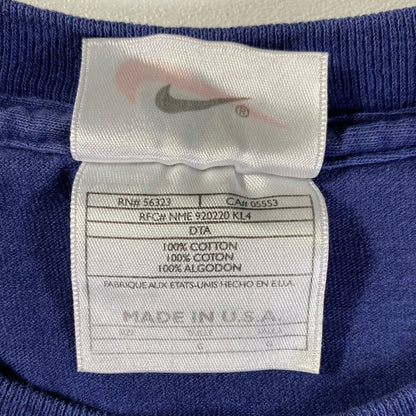 ®
RN# 56323 CA# 05553
RFC# NME 920220 KL4
DTA
100% COTTON
100% COTON
100% ALGODON
FABRIQUE AUX ETATS-UNIS HECHO EN E.U.A.
MADE IN U.S.A.